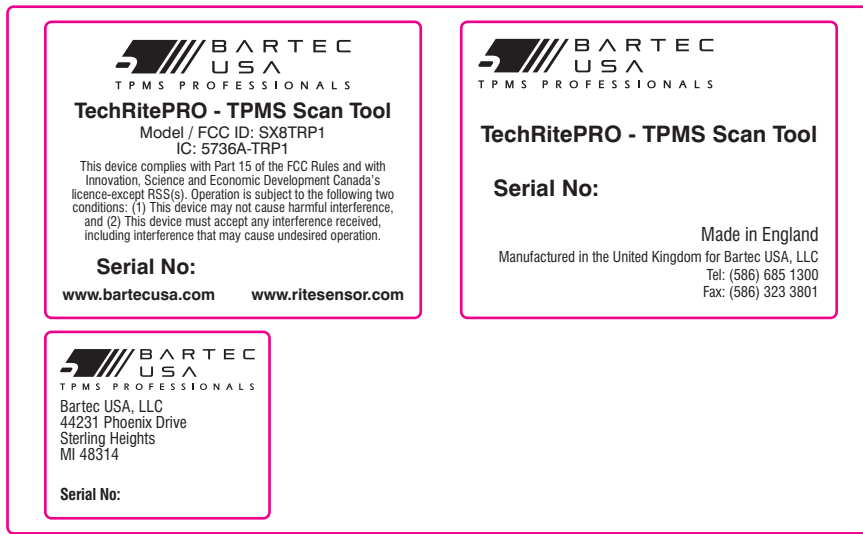 BARTEC
USA
TPMS PROFESSIONALS
TechRitePRO - TPMS Scan Tool
Model / FCC ID: SX8TRP1
IC: 5736A-TRP1
This device complies with Part 15 of the FCC Rules and with
Innovation, Science and Economic Development Canada's
licence-except RSS(s). Operation is subject to the following two
conditions: (1) This device may not cause harmful interference,
and (2) This device must accept any interference received,
including interference that may cause undesired operation.
Serial No:
www.bartecusa.com www.ritesensor.com
BARTEC
USA
TPMS PROFESSIONALS
TechRitePRO - TPMS Scan Tool
Serial No:
Made in England
Manufactured in the United Kingdom for Bartec USA, LLC
Tel: (586) 685 1300
Fax: (586) 323 3801
BARTEC
USA
TPMS PROFESSIONALS
Bartec USA, LLC
44231 Phoenix Drive
Sterling Heights
MI 48314
Serial No: